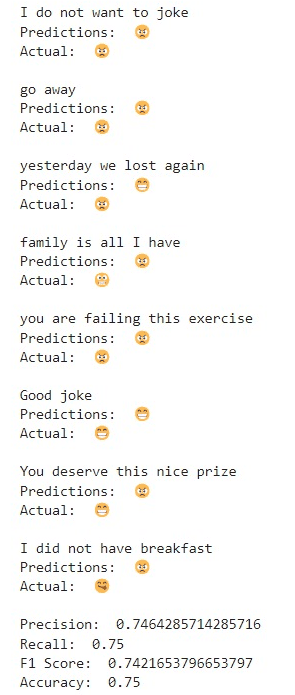 I do not want to joke
Predictions: 😡
Actual: 😡
go away
Predictions: 😡
Actual: 😡
yesterday we lost again
Predictions: 😁
Actual: 😡
family is all I have
Predictions: 😡
Actual: 😬
you are failing this exercise
Predictions: 😡
Actual: 😡
Good joke
Predictions: 😁
Actual: 😁
You deserve this nice prize
Predictions: 😡
Actual: 😁
I did not have breakfast
Predictions: 😡
Actual: 😋
Precision: 0.7464285714285716
Recall: 0.75
F1 Score: 0.7421653796653797
Accuracy: 0.75